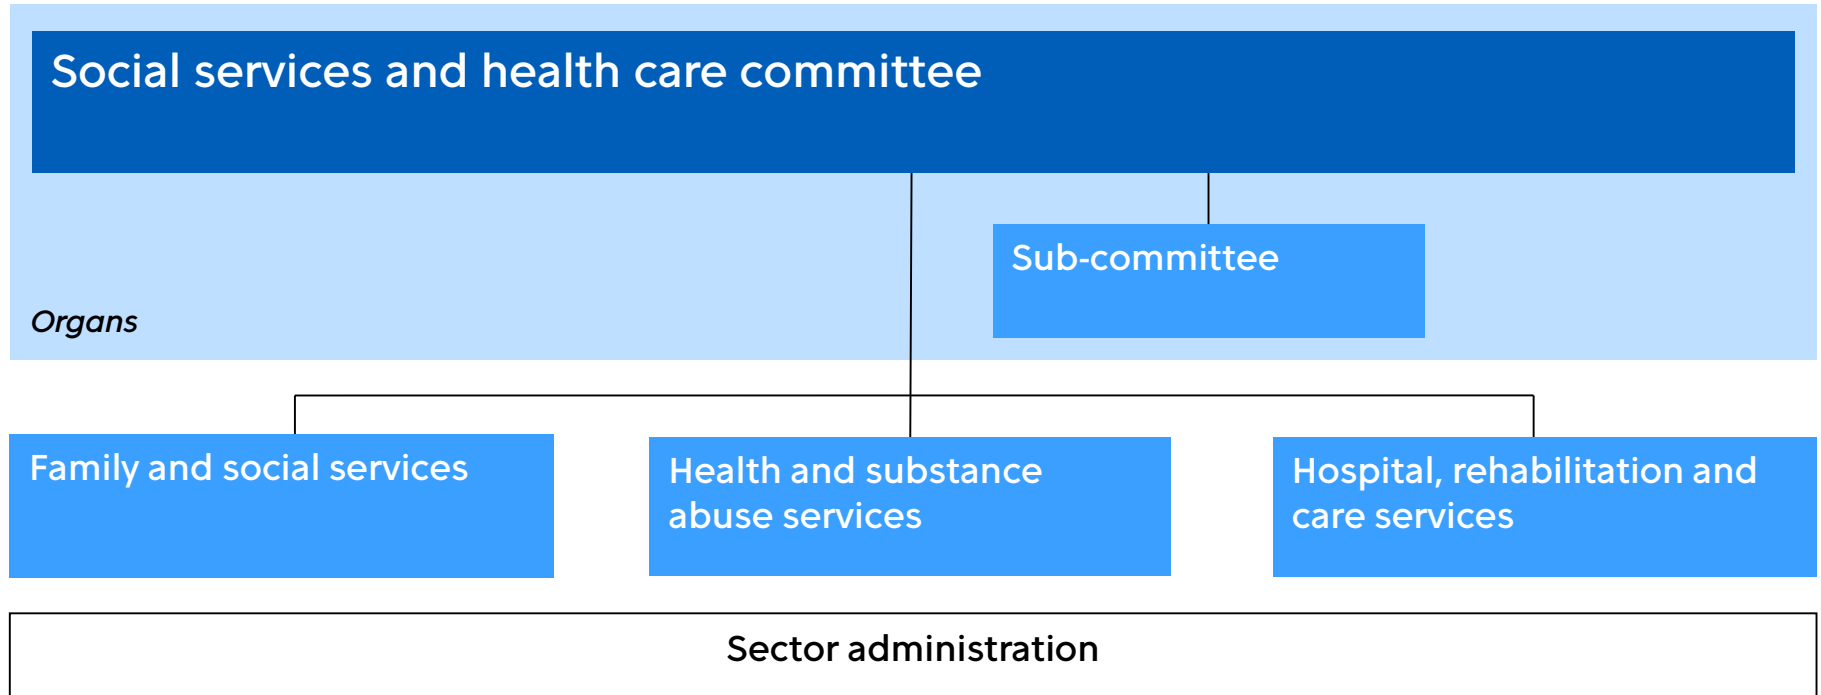 Social services and health care committee
Sub-committee
Organs
Family and social services
Health and substance
abuse services
Hospital, rehabilitation and
care services
Sector administration